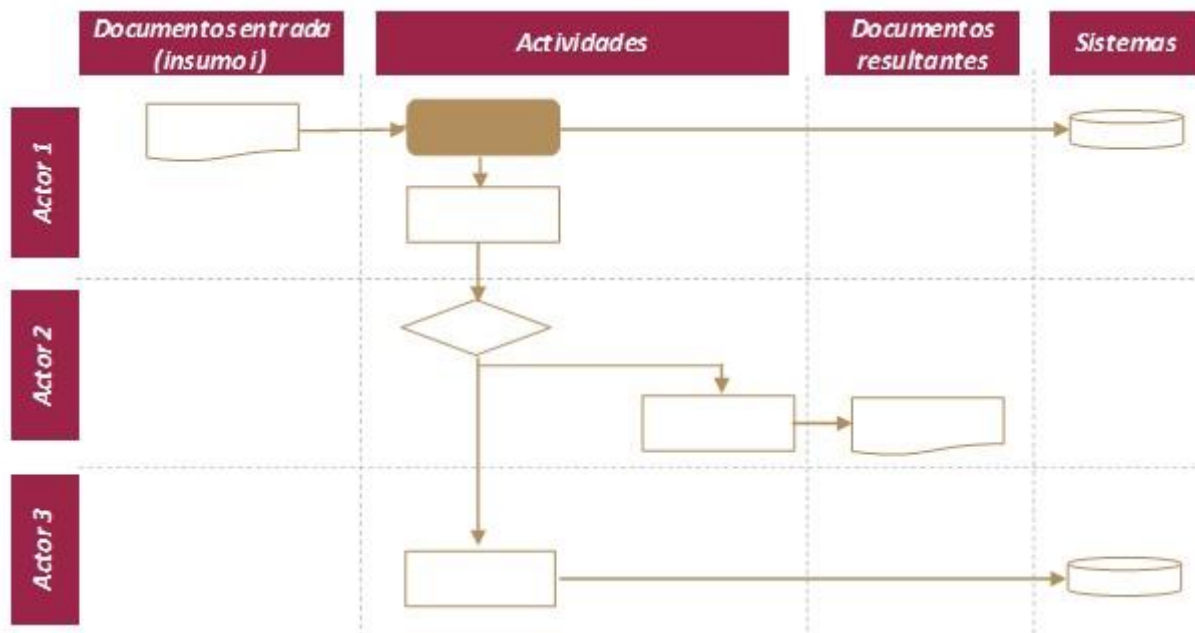 Documentos entrada
(insumo i)
Actividades
Documentos
resultantes
Sistemas
Actor 1
Actor 2
Actor 3